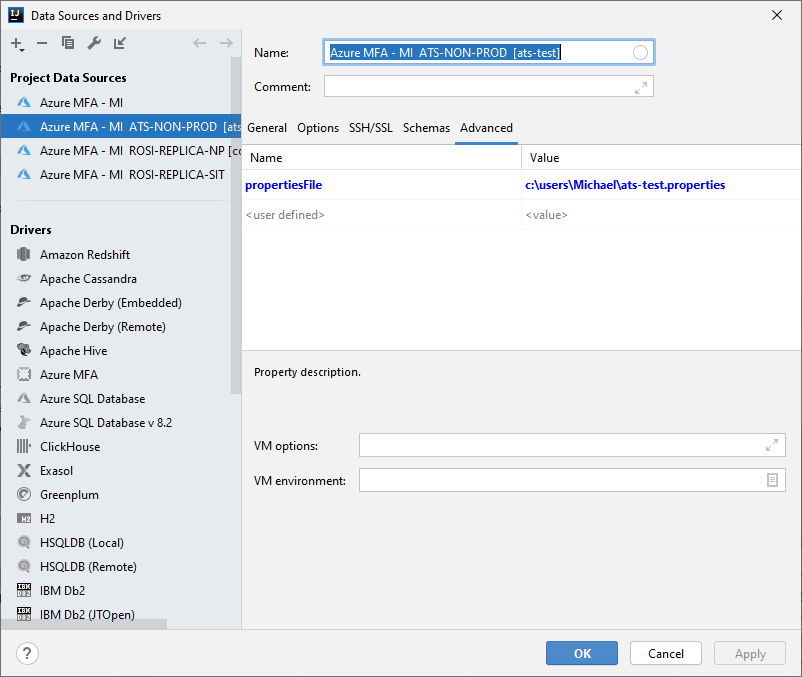 Data Sources and Drivers
Project Data Sources
Azure MFA - MI
Azure MFA - MI ATS-NON-PROD [ats
Azure MFA - MI ROSI-REPLICA-NP [co
Azure MFA - MI ROSI-REPLICA-SIT
Drivers
Amazon Redshift
Apache Cassandra
Apache Derby (Embedded)
Apache Derby (Remote)
Apache Hive
Azure MFA
Azure SQL Database
Azure SQL Database v 8.2
ClickHouse
Exasol
Greenplum
H2
HSQLDB (Local)
HSQLDB (Remote)
IBM Db2
IBM Db2 (JTOpen)
Name: Azure MFA - MI ATS-NON-PROD [ats-test]
Comment:
General Options SSH/SSL Schemas Advanced
Name Value
propertiesFile c:\users\Michael\ats-test.properties
<user defined> <value>
Property description.
VM options:
VM environment:
? OK Cancel Apply